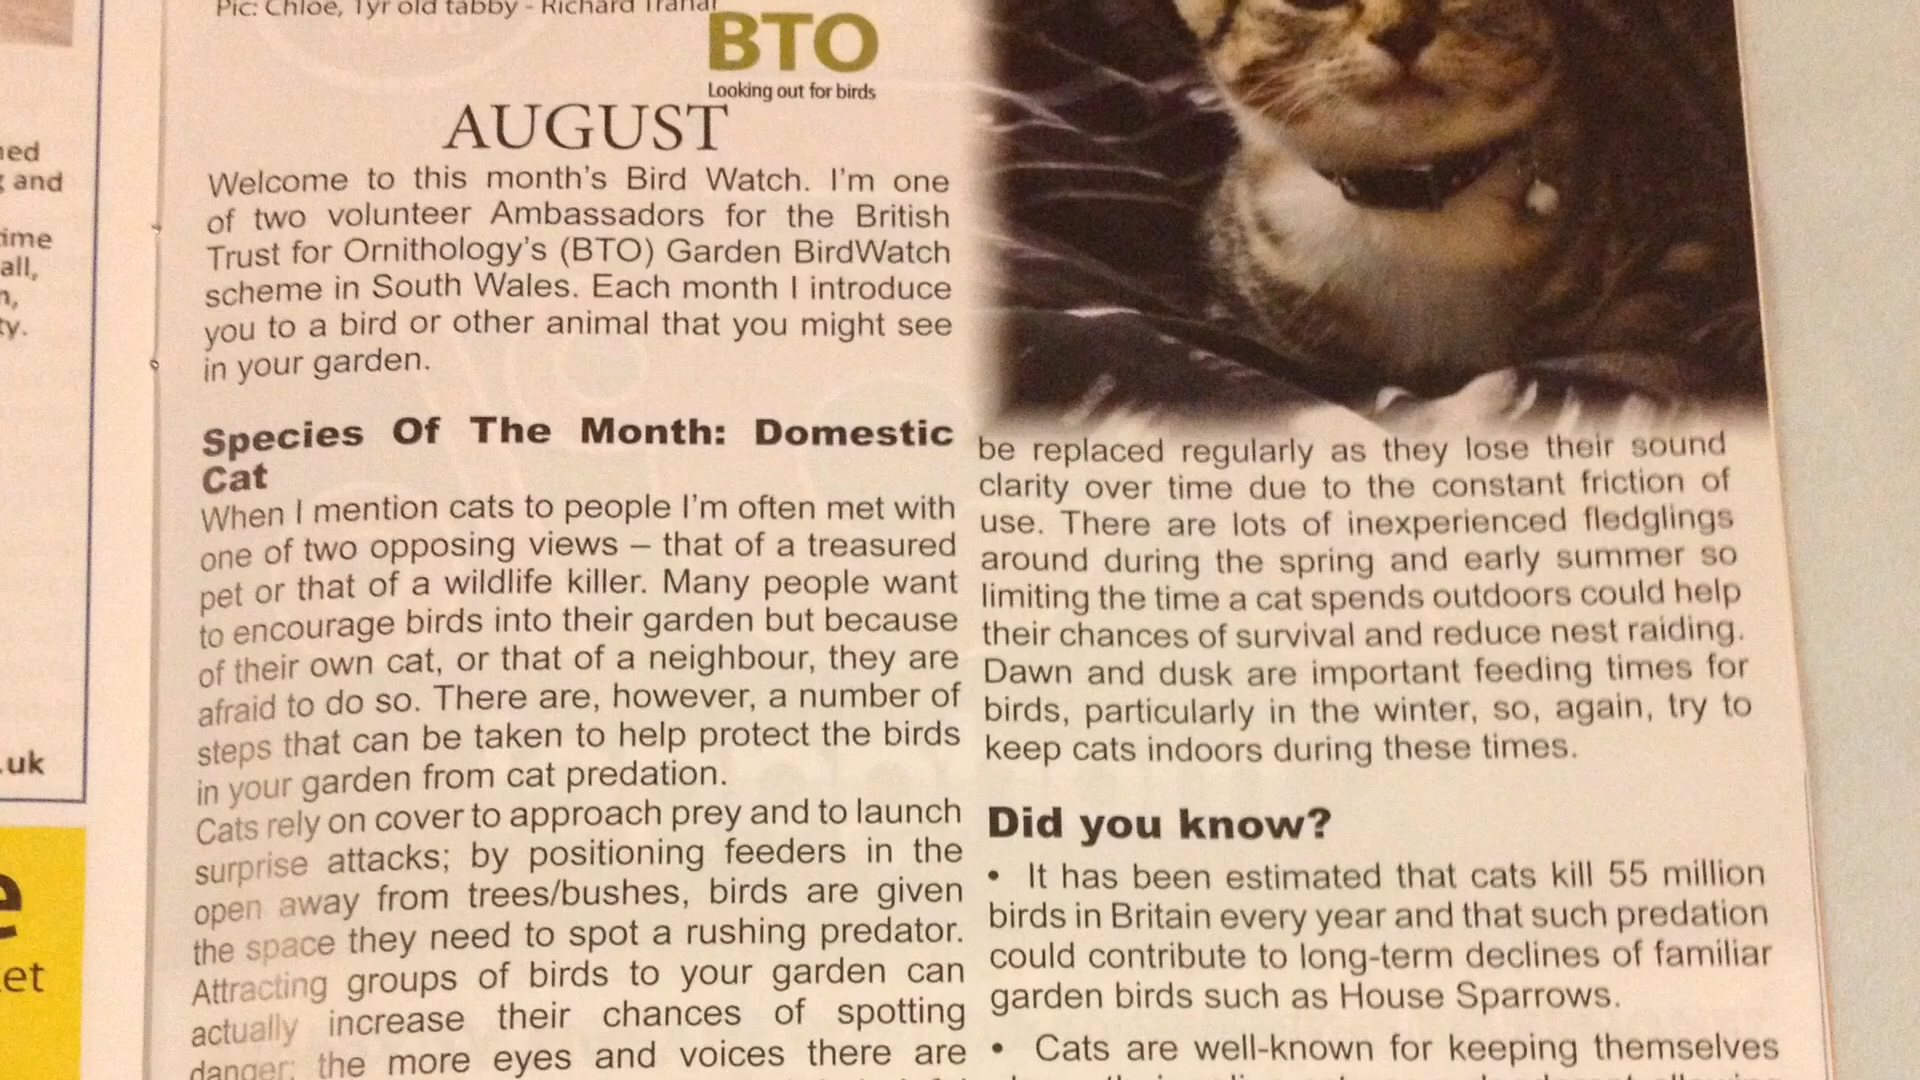 Pic: Chloe, 1yr old tabby - Richard
BTO
Looking out for birds
AUGUST
Welcome to this month's Bird Watch. I'm one
of two volunteer Ambassadors for the British
Trust for Ornithology's (BTO) Garden BirdWatch
scheme in South Wales. Each month I introduce
you to a bird or other animal that you might see
in your garden.
Species Of The Month: Domestic
Cat
When I mention cats to people I'm often met with
one of two opposing views – that of a treasured
pet or that of a wildlife killer. Many people want
to encourage birds into their garden but because
of their own cat, or that of a neighbour, they are
afraid to do so. There are, however, a number of
steps that can be taken to help protect the birds
in your garden from cat predation.
Cats rely on cover to approach prey and to launch
surprise attacks; by positioning feeders in the
open away from trees/bushes, birds are given
the space they need to spot a rushing predator.
Attracting groups of birds to your garden can
actually increase their chances of spotting
danger; the more eyes and voices there are
be replaced regularly as they lose their sound
clarity over time due to the constant friction of
use. There are lots of inexperienced fledglings
around during the spring and early summer so
limiting the time a cat spends outdoors could help
their chances of survival and reduce nest raiding.
Dawn and dusk are important feeding times for
birds, particularly in the winter, so, again, try to
keep cats indoors during these times.
Did you know?
• It has been estimated that cats kill 55 million
birds in Britain every year and that such predation
could contribute to long-term declines of familiar
garden birds such as House Sparrows.
• Cats are well-known for keeping themselves
and
all,
.uk